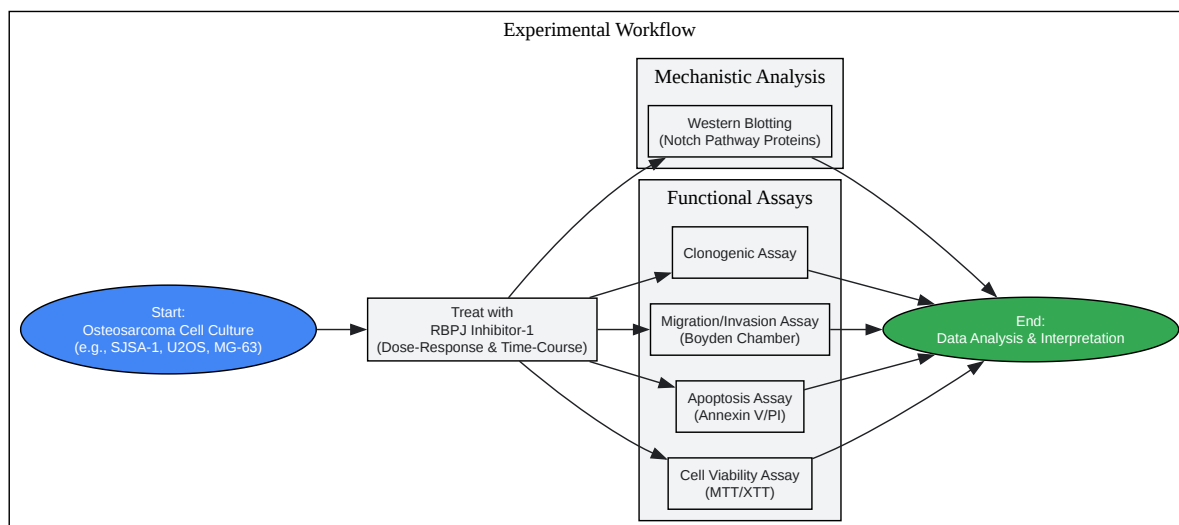 Experimental Workflow
Mechanistic Analysis
Western Blotting
(Notch Pathway Proteins)
Functional Assays
Clonogenic Assay
Start:
Osteosarcoma Cell Culture
(e.g., SJSA-1, U2OS, MG-63)
Treat with
RBPJ Inhibitor-1
(Dose-Response & Time-Course)
Migration/Invasion Assay
(Boyden Chamber)
End:
Data Analysis & Interpretation
Apoptosis Assay
(Annexin V/PI)
Cell Viability Assay
(MTT/XTT)